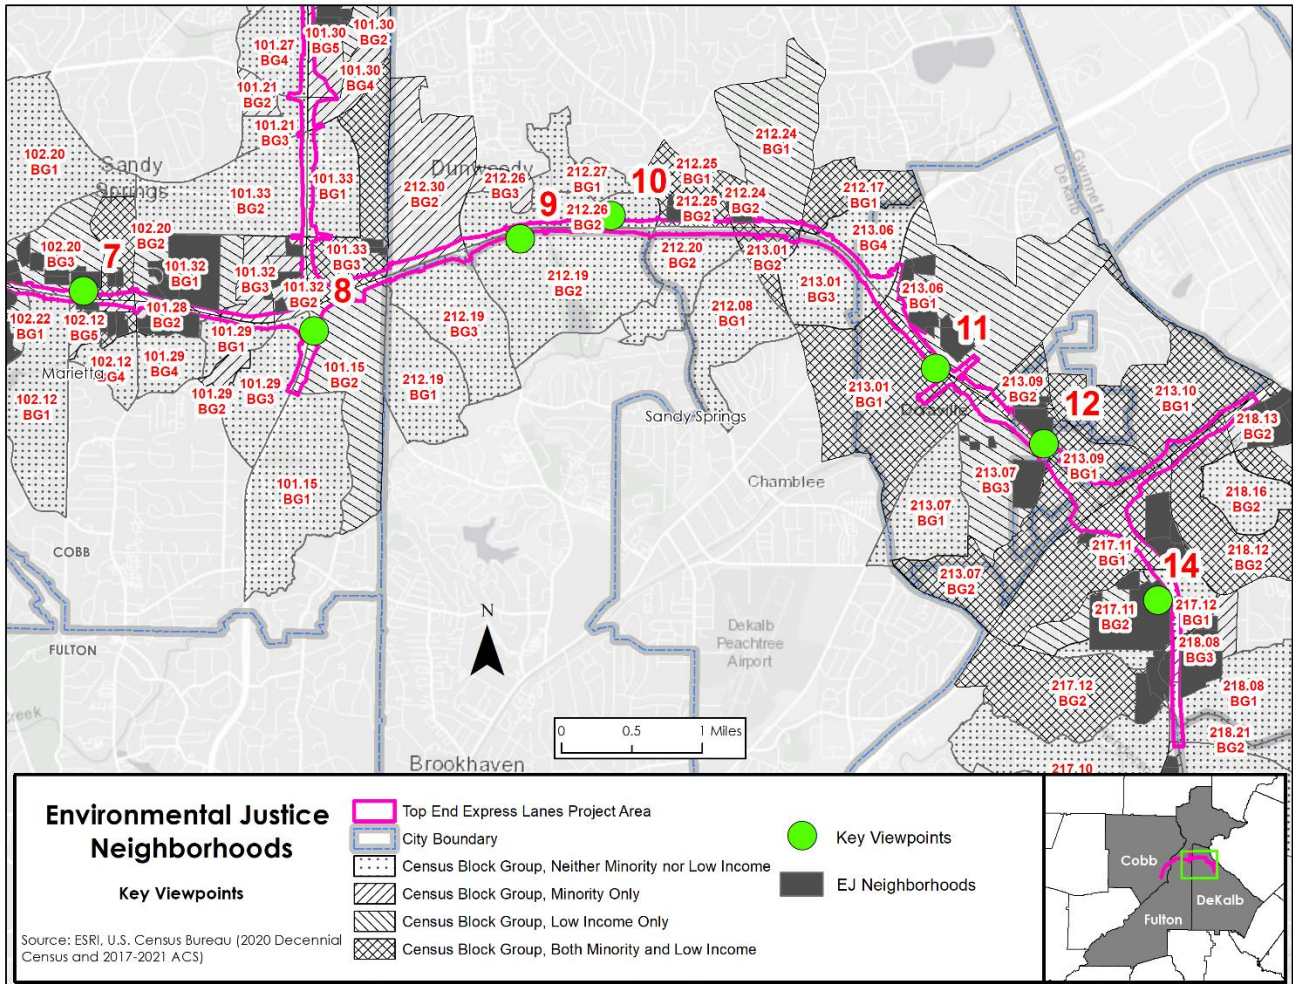 101.27
BG4
101.30
BG5
101.30
BG2
101.30
BG4
101.21
BG2
101.21
BG3
102.20
BG1
Sandy
Springs
101.33
BG2
101.33
BG1
212.30
BG2
Dunwoody
212.26
BG3
212.27
BG1
212.25
BG1
212.24
BG1
212.25
BG2
212.24
BG2
212.17
BG1
Gwinnett
DeKalb
9
10
212.26
BG2
213.06
BG4
102.20
BG3
7
102.20
BG2
101.32
BG1
101.32
BG3
101.33
BG3
101.32
BG2
8
212.19
BG2
212.20
BG2
213.01
BG2
213.01
BG3
213.06
BG1
102.22
BG1
102.12
BG5
101.28
BG2
101.29
BG1
212.19
BG3
212.08
BG1
11
Marietta
102.12
BG4
101.29
BG4
101.29
BG2
101.29
BG3
101.15
BG2
212.19
BG1
102.12
BG1
213.01
BG1
Doraville
213.09
BG2
12
213.10
BG1
218.13
BG2
Sandy Springs
Chamblee
101.15
BG1
213.07
BG3
213.09
BG1
213.07
BG1
218.16
BG2
COBB
FULTON
Creek
213.07
BG2
217.11
BG1
218.12
BG2
14
217.11
BG2
217.12
BG1
218.08
BG3
N
Dekalb
Peachtree
Airport
217.12
BG2
218.08
BG1
218.21
BG2
217.10
0 0.5 1 Miles
Brookhaven
Environmental Justice
Neighborhoods
Key Viewpoints
Source: ESRI, U.S. Census Bureau (2020 Decennial
Census and 2017-2021 ACS)
Top End Express Lanes Project Area
City Boundary
Census Block Group, Neither Minority nor Low Income
Census Block Group, Minority Only
Census Block Group, Low Income Only
Census Block Group, Both Minority and Low Income
Key Viewpoints
EJ Neighborhoods
Cobb
DeKalb
Fulton